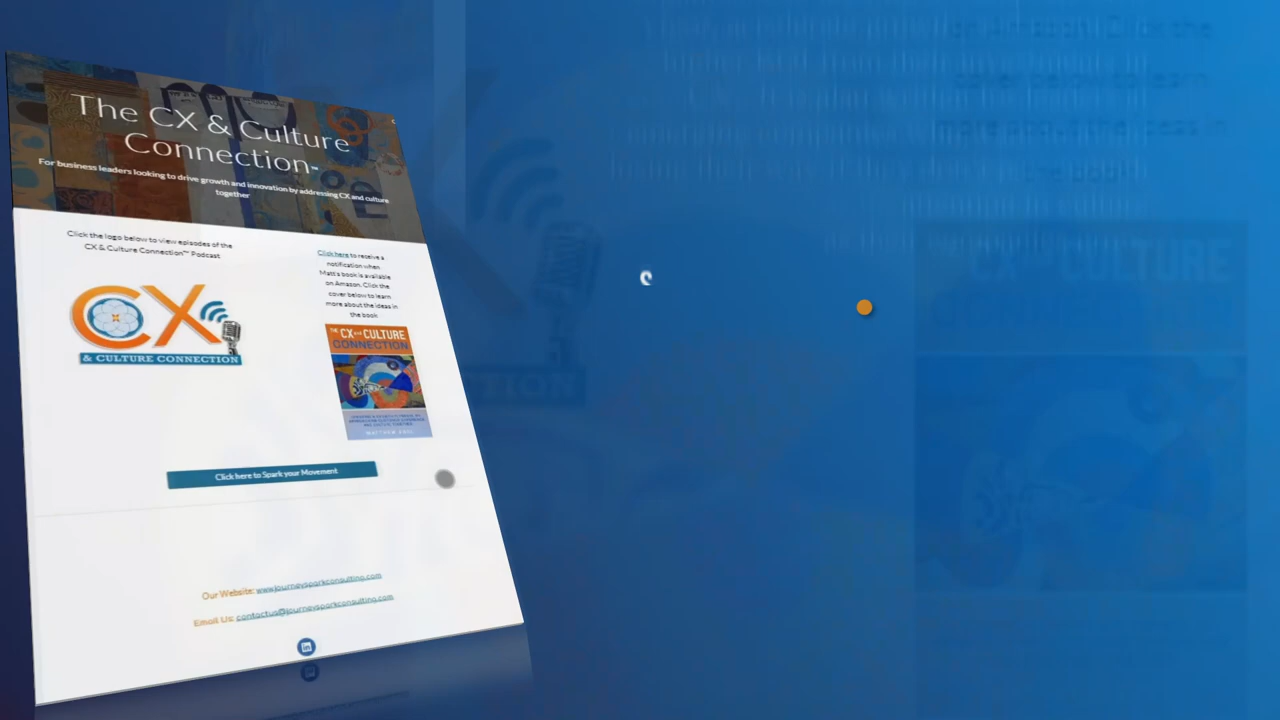 The CX & Culture
Connection™
For business leaders looking to drive growth and innovation by addressing CX and culture
together
Click the logo below to view episodes of the
CX & Culture Connection™ Podcast
CX
& CULTURE CONNECTION
Click here to receive a
notification when
Matt's book is available
on Amazon. Click the
cover below to learn
more about the ideas in
the book
THE CX and CULTURE
CONNECTION
Click here to Spark your Movement
Our Website: www.journeysparkconsulting.com
Email Us: contactus@journeysparkconsulting.com
in